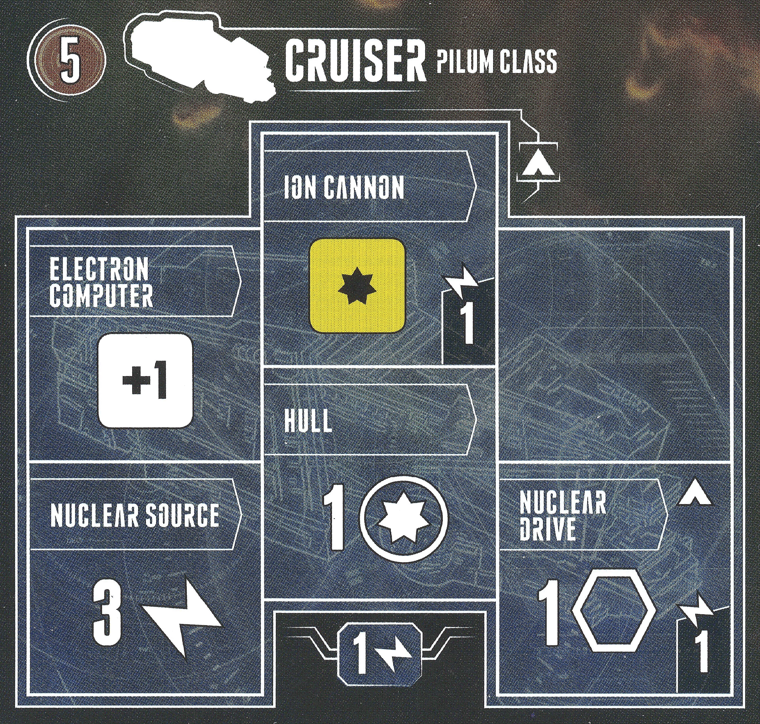 5
CRUISER PILUM CLASS
ION CANNON
1
ELECTRON
COMPUTER
+1
HULL
1
NUCLEAR SOURCE
3
NUCLEAR
DRIVE
1
1
1